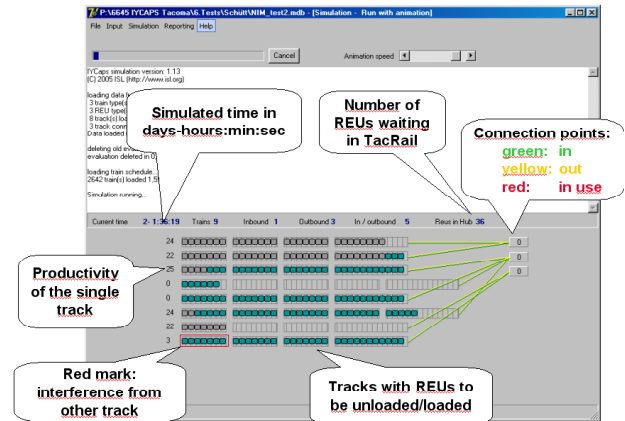 P:\6645 IYCAPS Tacoma\6.Tests\Schütt\NIM_test2.mdb - [Simulation - Run with animation]
File Input Simulation Reporting Help
Cancel
Animation speed
IYCaps simulation version: 1.13
(C) 2005 ISL (http://www.isl.org)
loading data
3 train type(s)
3 REU type(s)
8 track(s) loa
3 track conn
Data loaded
deleting old eva
evaluation deleted in 0,
loading train schedule...
2642 train(s) loaded 1,5
Simulation running...
Simulated time in
days-hours:min:sec
Number of
REUs waiting
in TacRail
Connection points:
green: in
yellow: out
red: in use
Current time 2- 1:36:19 Trains 9 Inbound 1 Outbound 3 In / outbound 5 Reus in Hub 36
24
0
22
0
25
0
0
0
24
22
3
Productivity
of the single
track
Red mark:
interference from
other track
Tracks with REUs to
be unloaded/loaded